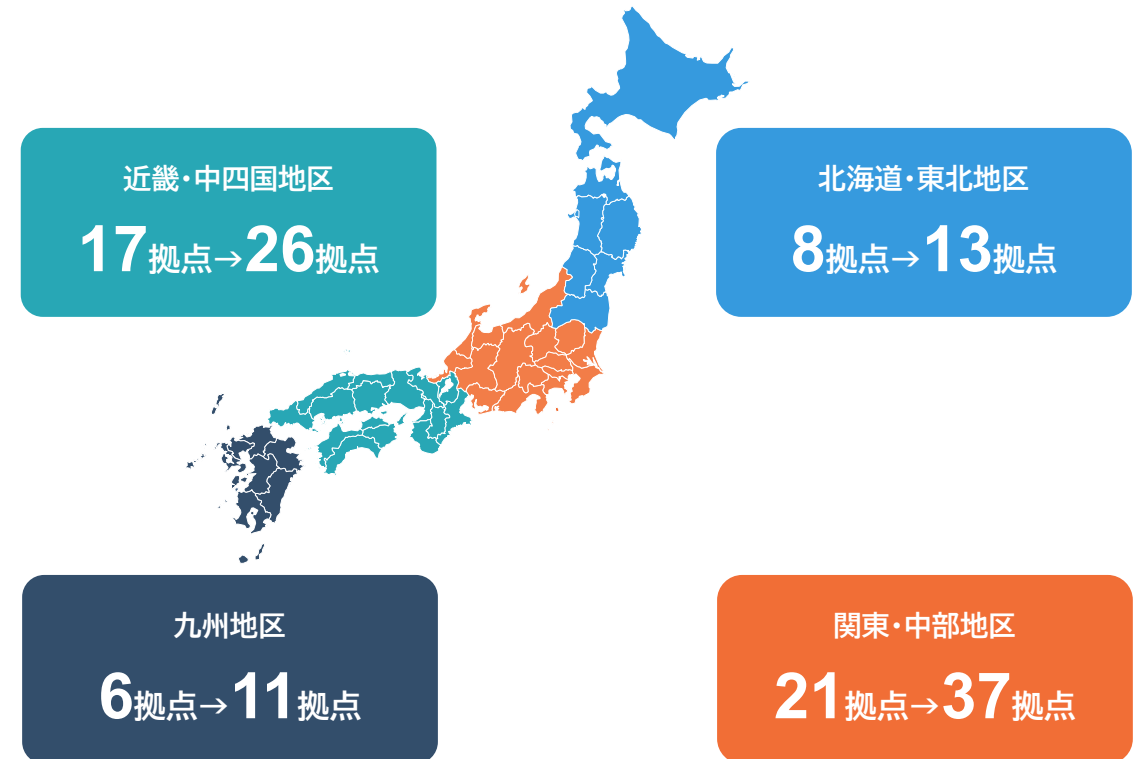 近畿・中四国地区
17拠点→26拠点
北海道・東北地区
8拠点→13拠点
九州地区
6拠点→11拠点
関東・中部地区
21拠点→37拠点